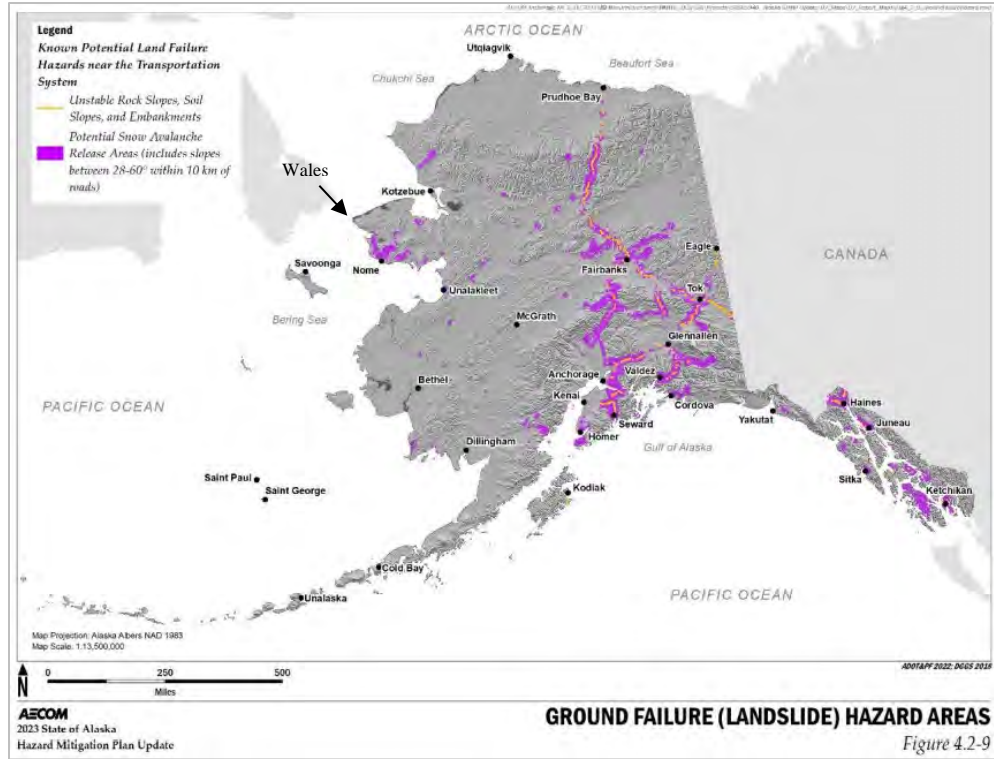 Legend
Known Potential Land Failure
Hazards near the Transportation
System
Unstable Rock Slopes, Soil
Slopes, and Embankments
Potential Snow Avalanche
Release Areas (includes slopes
between 28-60° within 10 km of
roads)
ARCTIC OCEAN
Utqiagvik
Chukchi Sea
Beaufort Sea
Prudhoe Bay
Wales
Kotzebue
Savoonga
Nome
Unalakleet
Bering Sea
McGrath
Fairbanks
Eagle
Tok
CANADA
Glennallen
Anchorage
Valdez
Kenai
Cordova
Bethel
PACIFIC OCEAN
Seward
Homer
Yakutat
Haines
Juneau
Gulf of Alaska
Dillingham
Sitka
Ketchikan
Saint Paul
Saint George
Kodiak
Cold Bay
Unalaska
PACIFIC OCEAN
Map Projection: Alaska Albers NAD 1983
Map Scale: 1:13,500,000
N
0 250 500
Miles
ADOT&PF 2022; DGGS 2018
AECOM
2023 State of Alaska
Hazard Mitigation Plan Update
GROUND FAILURE (LANDSLIDE) HAZARD AREAS
Figure 4.2-9